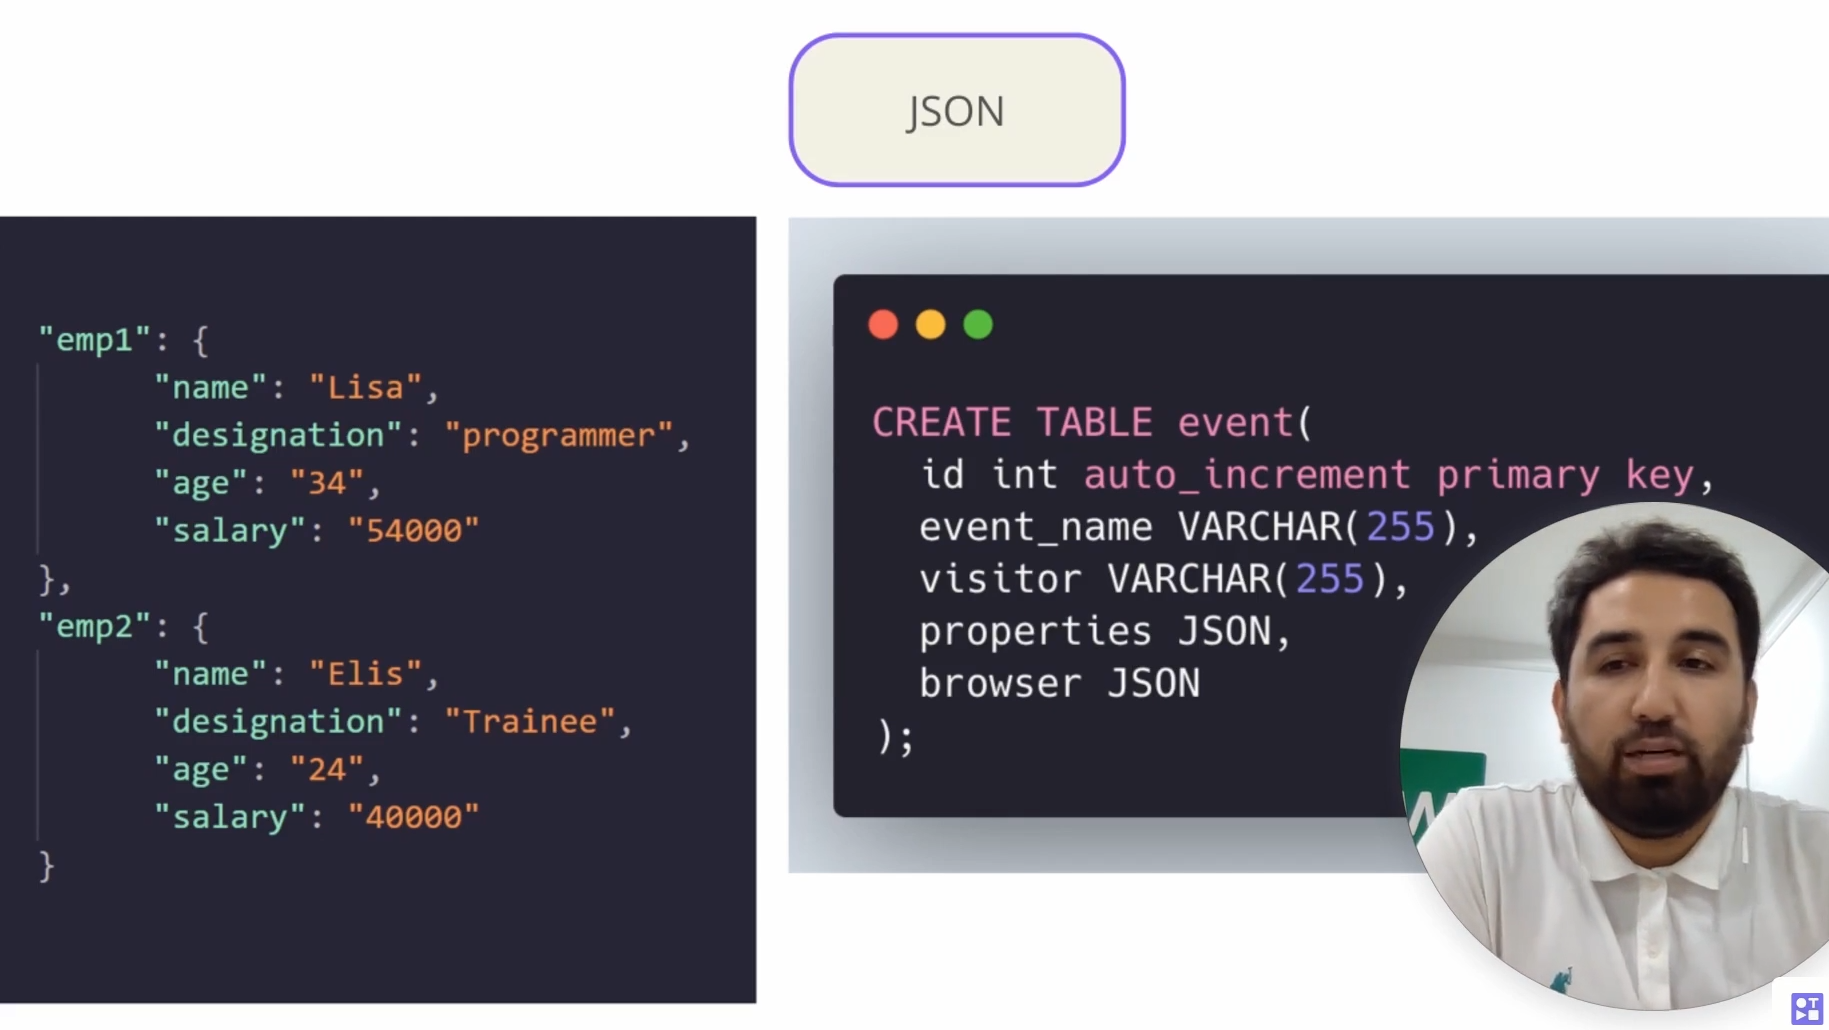 JSON
"emp1": {
"name": "Lisa",
"designation": "programmer",
"age": "34",
"salary": "54000"
},
"emp2": {
"name": "Elis",
"designation": "Trainee",
"age": "24",
"salary": "40000"
}
CREATE TABLE event(
id int auto_increment primary key,
event_name VARCHAR(255),
visitor VARCHAR(255),
properties JSON,
browser JSON
);